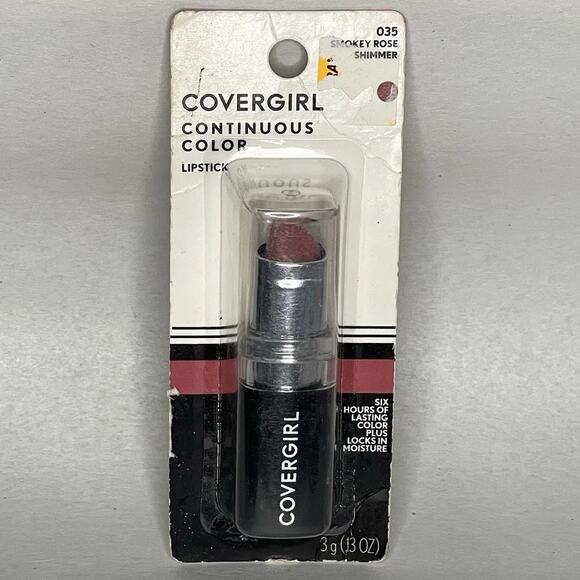 035
SMOKEY ROSE
SHIMMER
COVERGIRL
CONTINUOUS
COLOR
LIPSTICK
COVERGIRL
SIX
HOURS OF
LASTING
COLOR
PLUS
LOCKS IN
MOISTURE
3 g (.13 OZ)